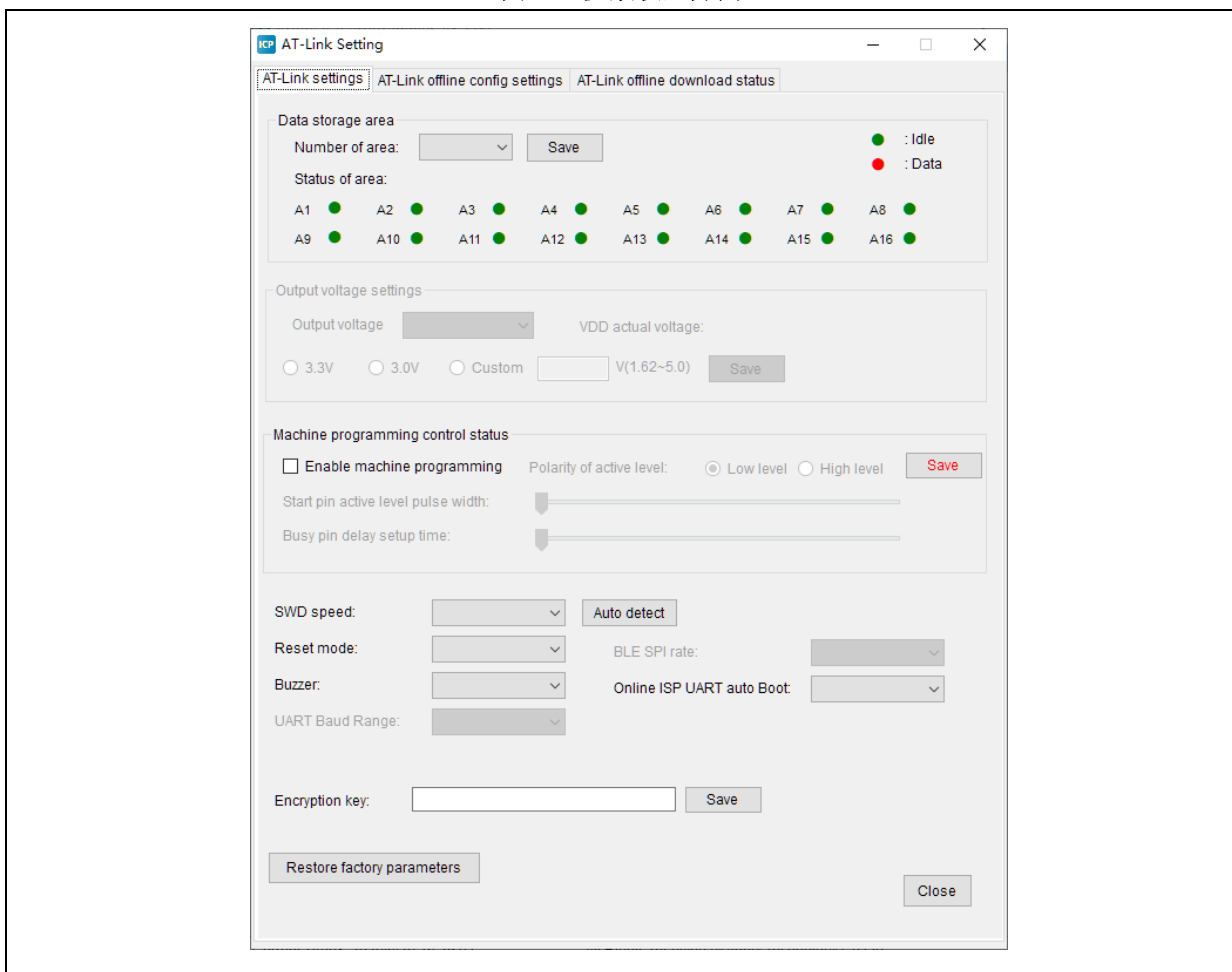 ICP AT-Link Setting
AT-Link settings AT-Link offline config settings AT-Link offline download status
Data storage area
Number of area: Save : Idle
: Data
Status of area:
A1 A2 A3 A4 A5 A6 A7 A8
A9 A10 A11 A12 A13 A14 A15 A16
Output voltage settings
Output voltage VDD actual voltage:
3.3V 3.0V Custom V(1.62~5.0) Save
Machine programming control status
Enable machine programming Polarity of active level: Low level High level Save
Start pin active level pulse width:
Busy pin delay setup time:
SWD speed: Auto detect
Reset mode: BLE SPI rate:
Buzzer: Online ISP UART auto Boot:
UART Baud Range:
Encryption key: Save
Restore factory parameters
Close